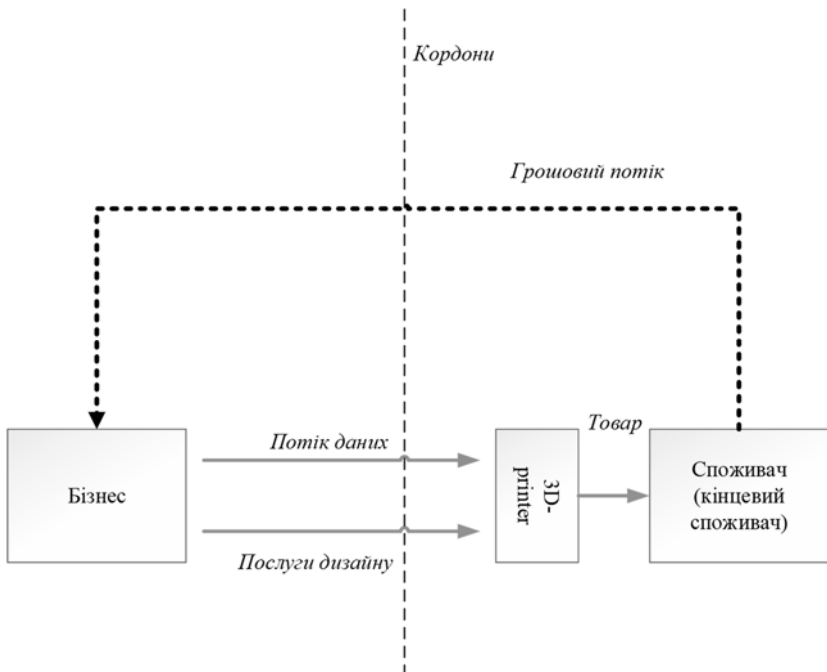 Кордони
Грошовий потік
Товар
Потік даних
Бізнес
3D-
printer
Споживач
(кінцевий
споживач)
Послуги дизайну